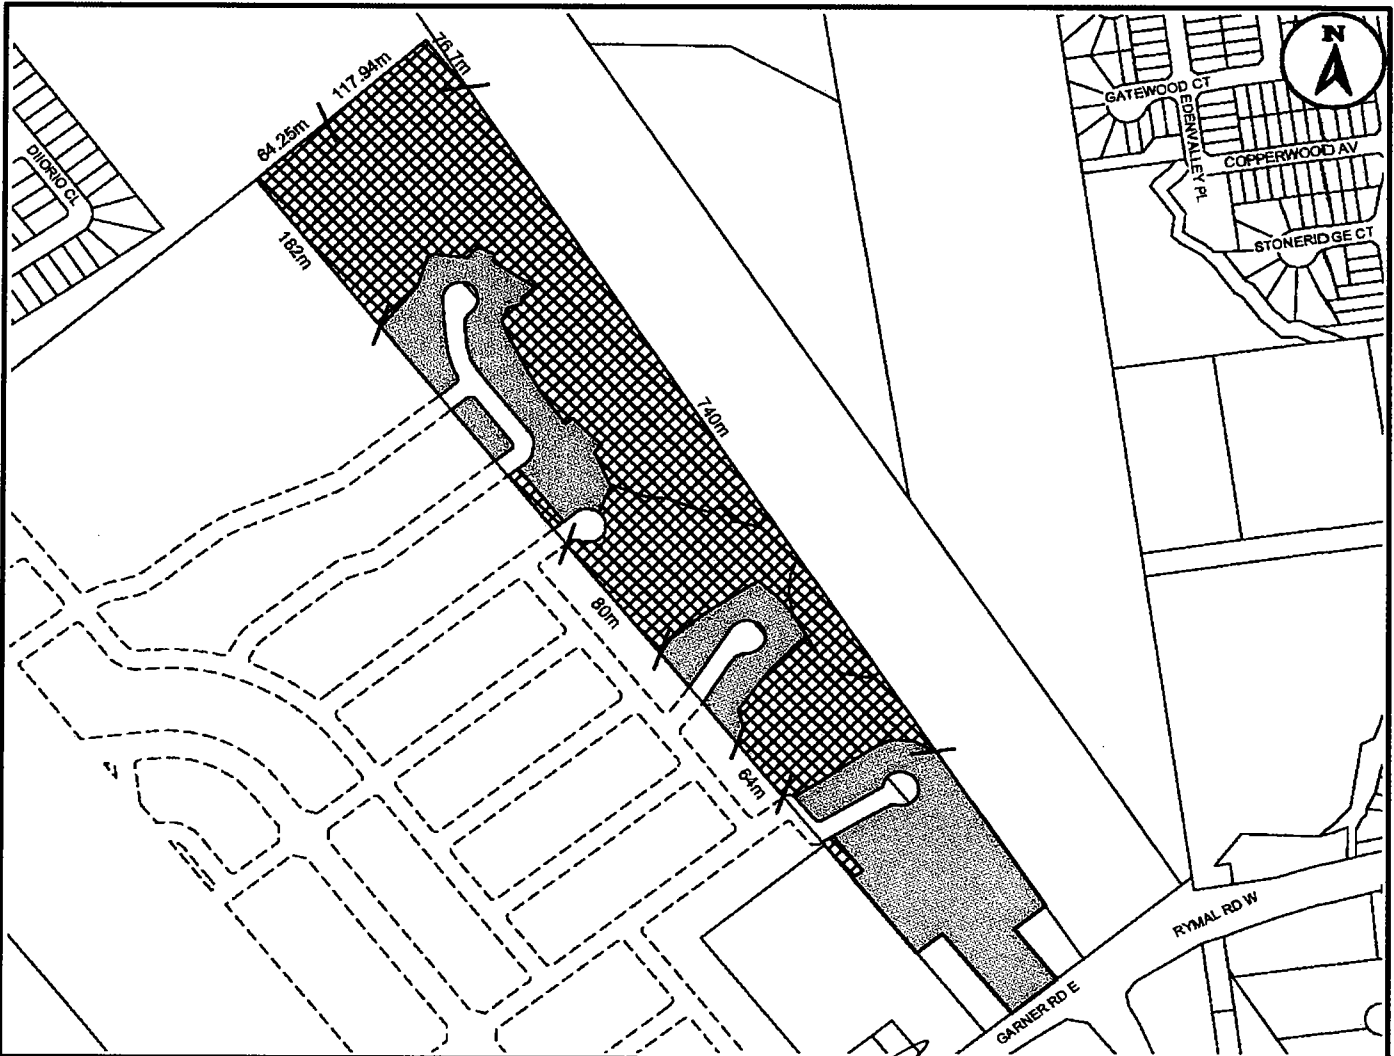 N
76.7m
117.94m
64.25m
GATEWOOD CT
EDENVALLEY PL
COPPERWOOD AV
DIIORIO CL
STONERIDGE CT
182m
740m
80m
64m
RYMAL RD W
GARNER RD E